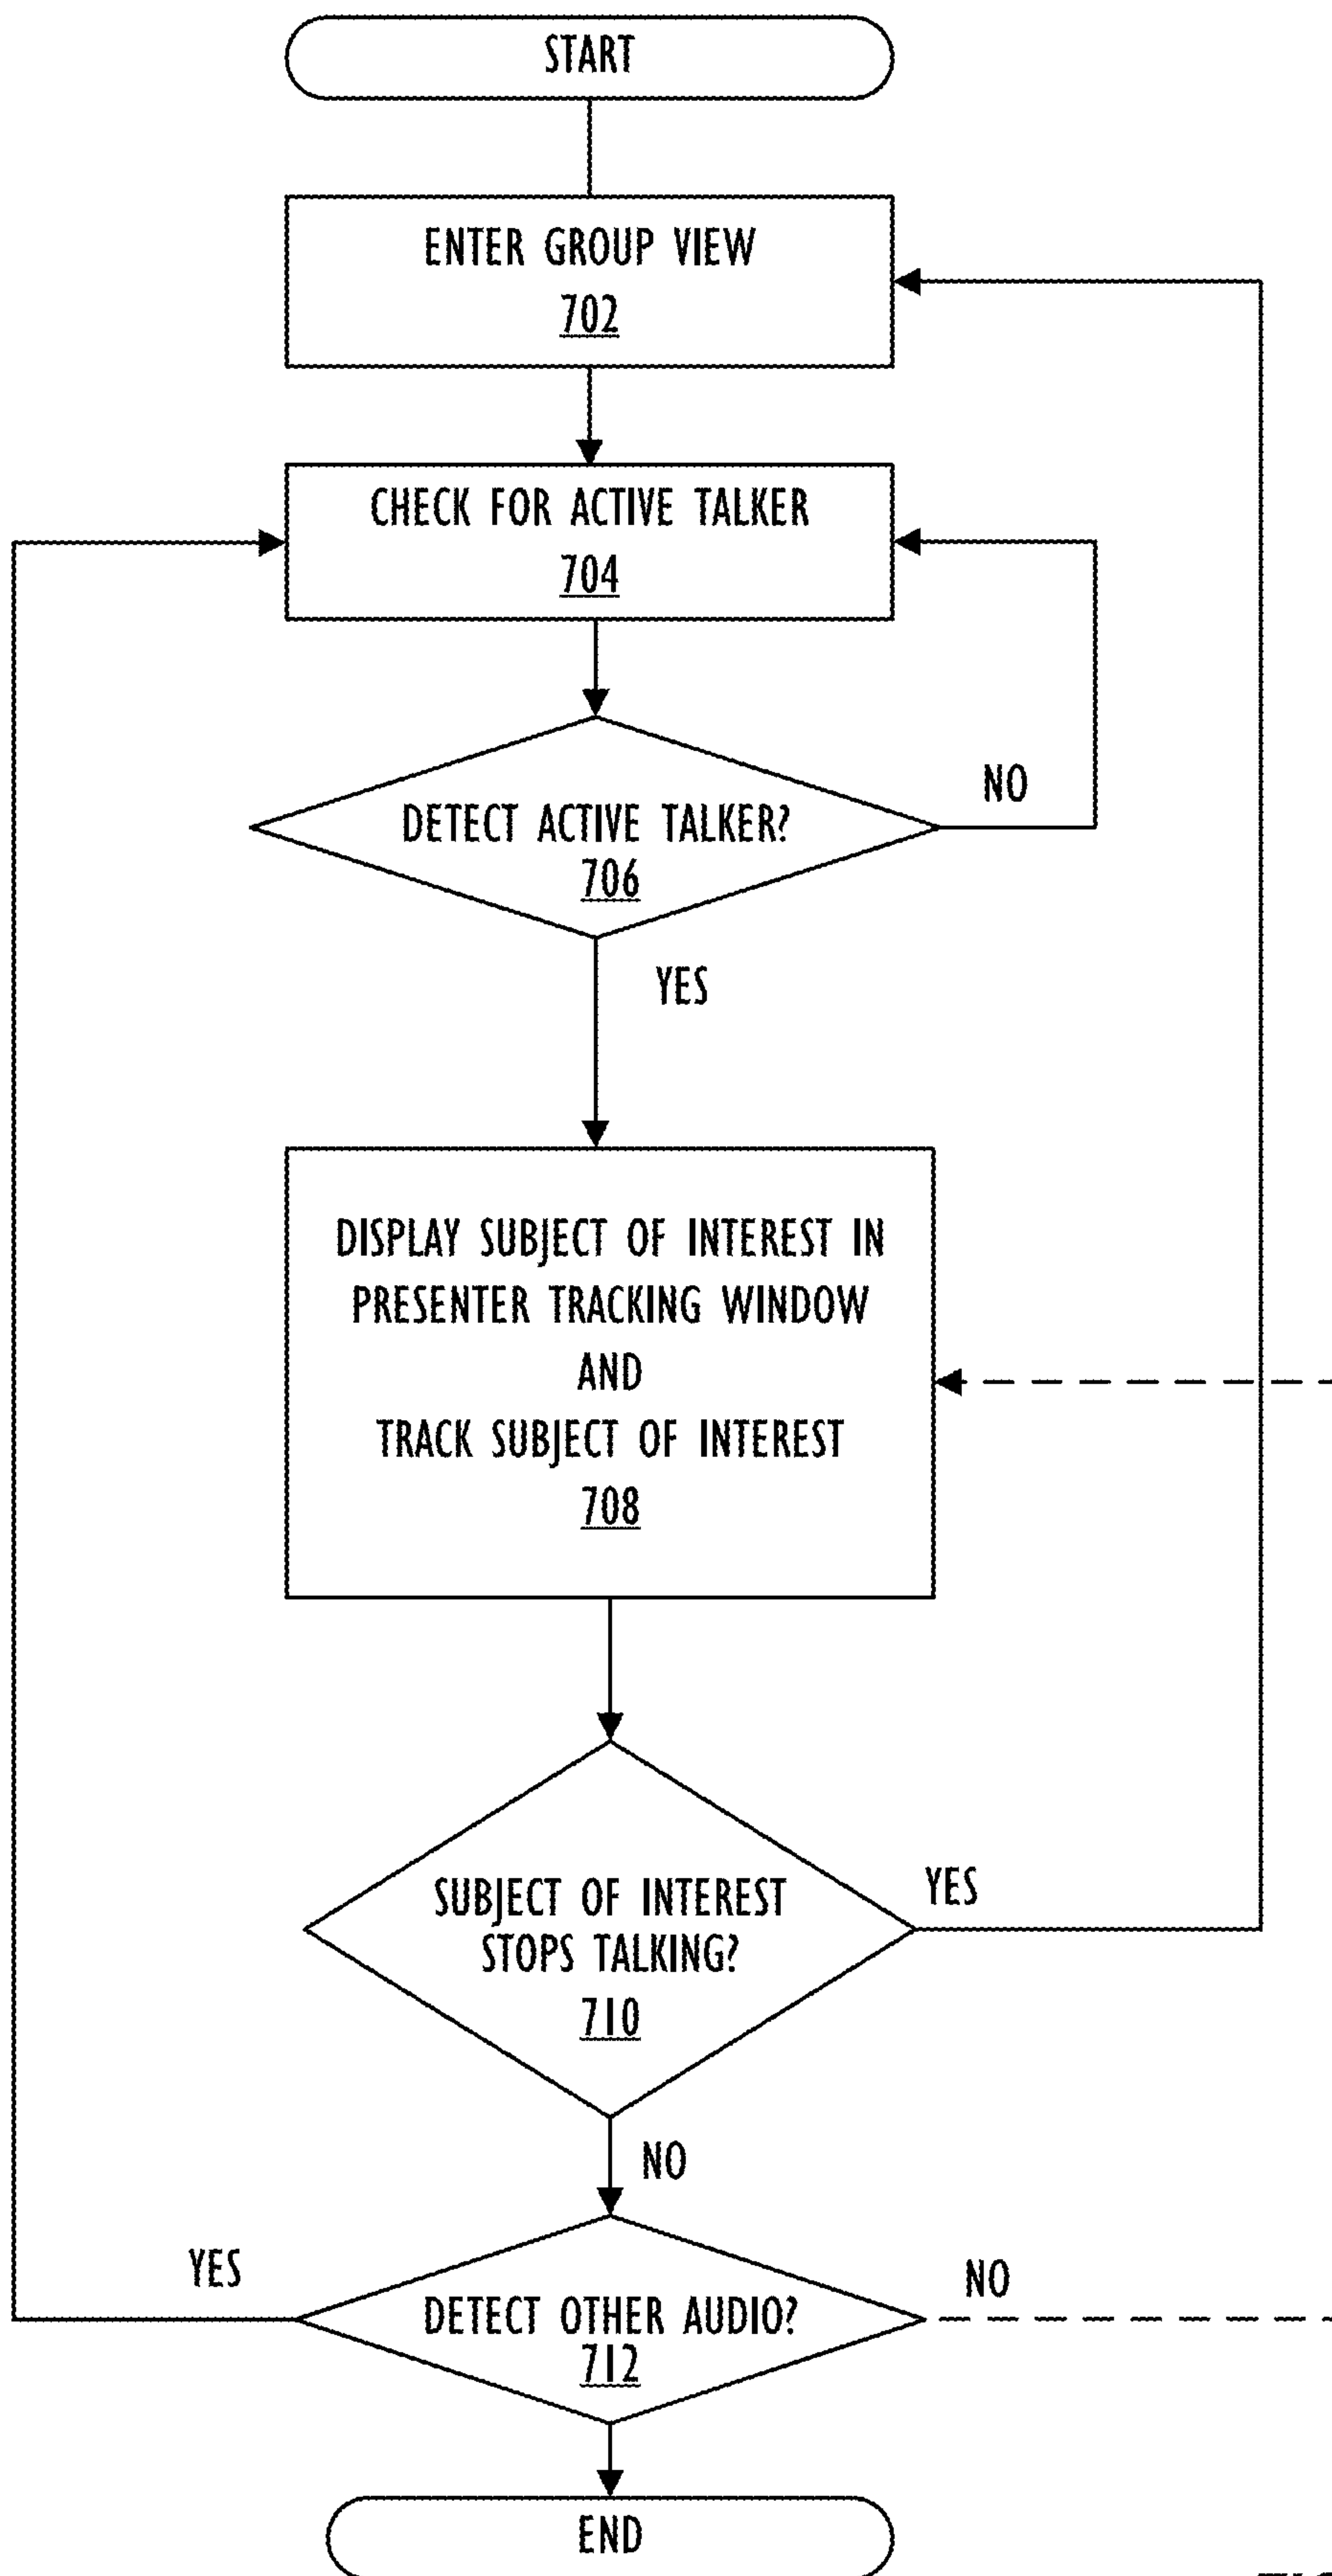 START
ENTER GROUP VIEW
702
CHECK FOR ACTIVE TALKER
704
DETECT ACTIVE TALKER?
706
NO
YES
DISPLAY SUBJECT OF INTEREST IN
PRESENTER TRACKING WINDOW
AND
TRACK SUBJECT OF INTEREST
708
SUBJECT OF INTEREST
STOPS TALKING?
710
YES
NO
YES
DETECT OTHER AUDIO?
712
NO
END